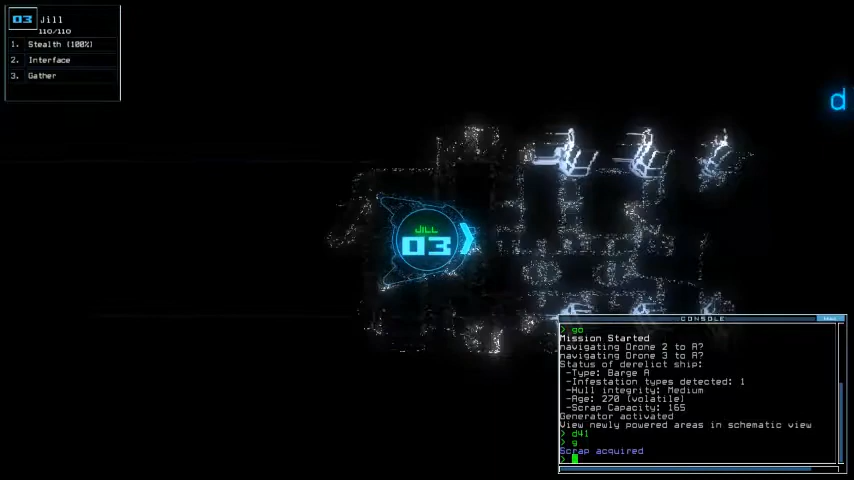 03 Jill
110/110
1. Stealth (100%)
2. Interface
3. Gather
d
JILL
03
CONSOLE
> go
Mission Started
navigating Drone 2 to A?
navigating Drone 3 to A?
Status of derelict ship:
-Type: Barge A
-Infestation types detected: 1
-Hull integrity: Medium
-Age: 270 (volatile)
-Scrap Capacity: 165
Generator activated
View newly powered areas in schematic view
> d41
> g
Scrap acquired
>